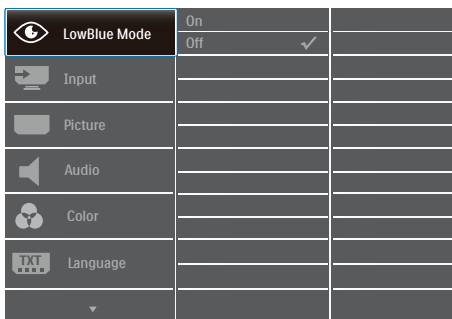 LowBlue Mode
On
Off
Input
Picture
Audio
Color
TXT
Language